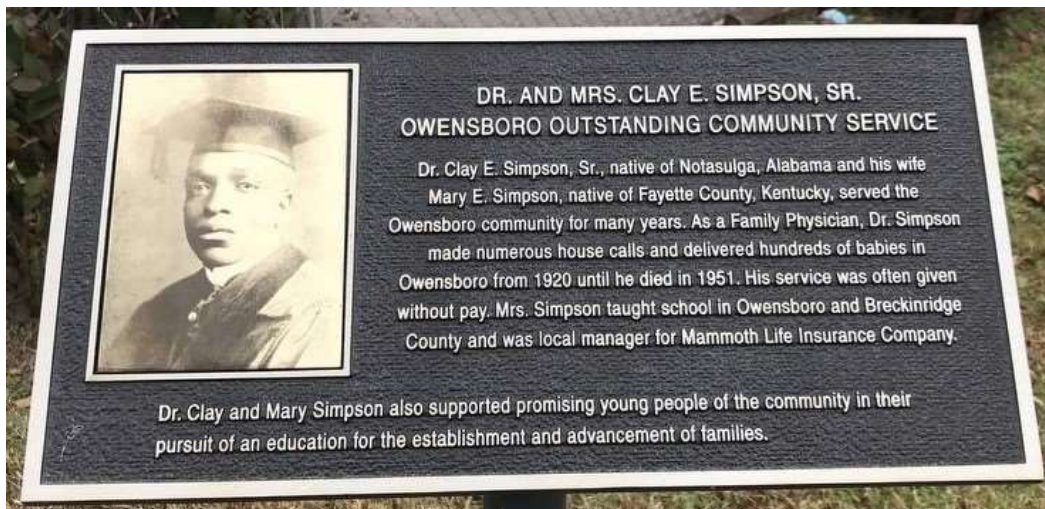 DR. AND MRS. CLAY E. SIMPSON, SR.
OWENSBORO OUTSTANDING COMMUNITY SERVICE
Dr. Clay E. Simpson, Sr., native of Notasulga, Alabama and his wife
Mary E. Simpson, native of Fayette County, Kentucky, served the
Owensboro community for many years. As a Family Physician, Dr. Simpson
made numerous house calls and delivered hundreds of babies in
Owensboro from 1920 until he died in 1951. His service was often given
without pay. Mrs. Simpson taught school in Owensboro and Breckinridge
County and was local manager for Mammoth Life Insurance Company.
Dr. Clay and Mary Simpson also supported promising young people of the community in their
pursuit of an education for the establishment and advancement of families.